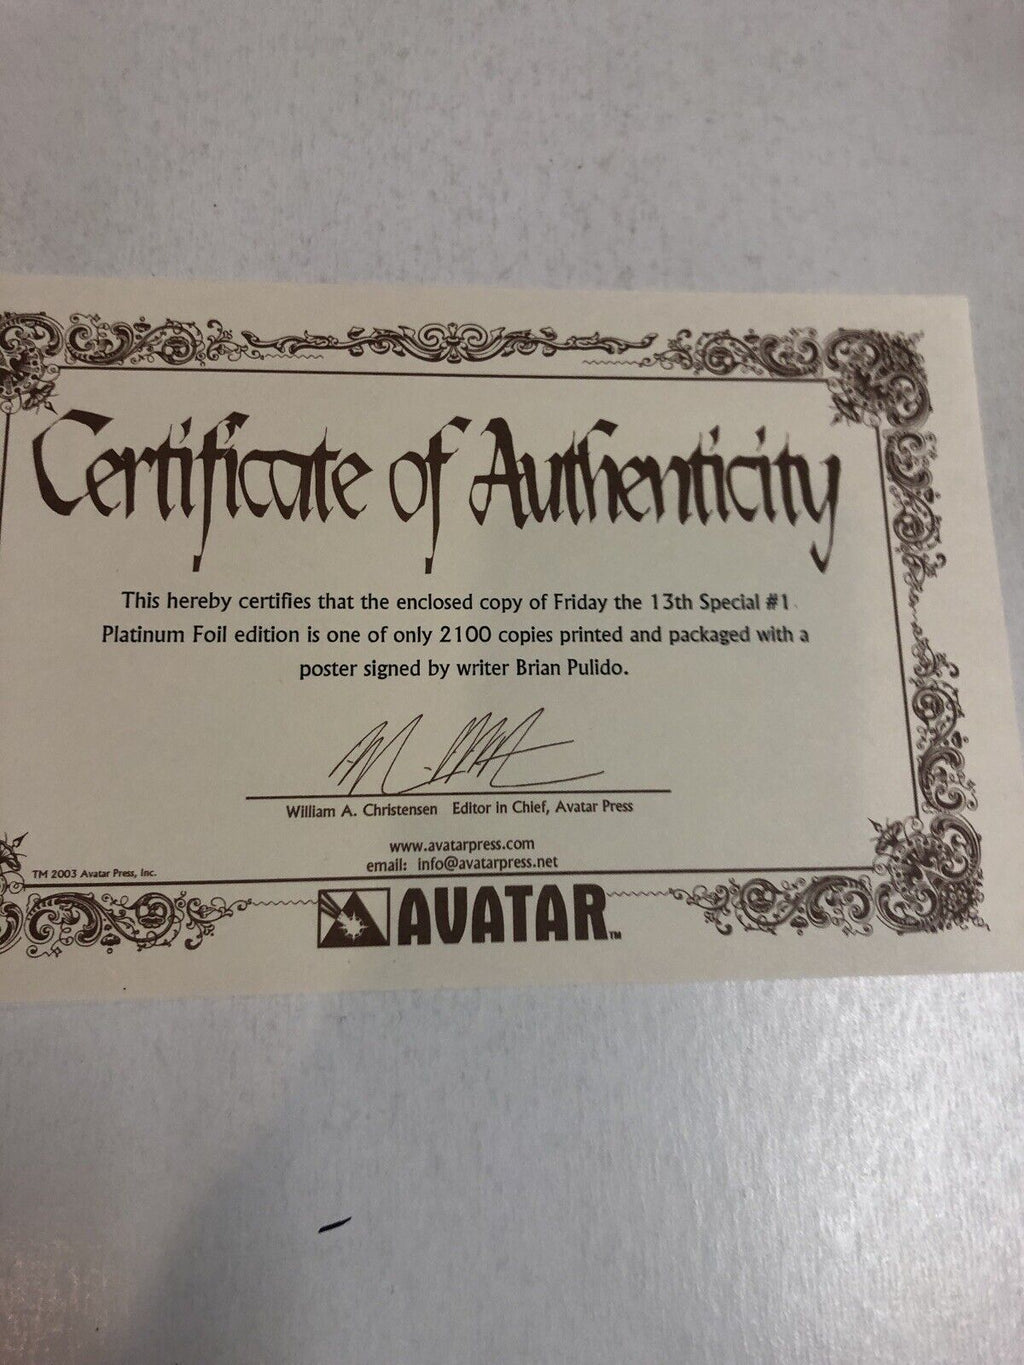 Certificate of Authenticity
This hereby certifies that the enclosed copy of Friday the 13th Special #1
Platinum Foil edition is one of only 2100 copies printed and packaged with a
poster signed by writer Brian Pulido.
William A. Christensen Editor in Chief, Avatar Press
www.avatarpress.com
email: info@avatarpress.net
TM 2003 Avatar Press, Inc.
AVATAR™